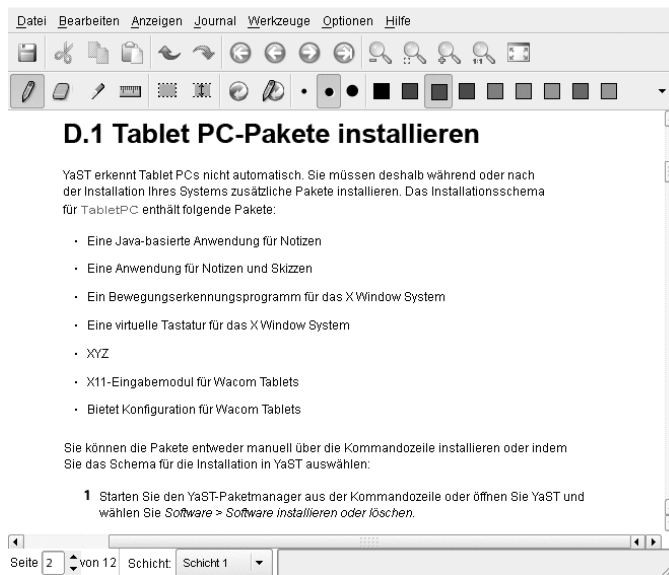 Datei Bearbeiten Anzeigen Journal Werkzeuge Optionen Hilfe
D.1 Tablet PC-Pakete installieren
YaST erkennt Tablet PCs nicht automatisch. Sie müssen deshalb während oder nach
der Installation Ihres Systems zusätzliche Pakete installieren. Das Installationsschema
für TabletPC enthält folgende Pakete:
· Eine Java-basierte Anwendung für Notizen
· Eine Anwendung für Notizen und Skizzen
· Ein Bewegungserkennungsprogramm für das X Window System
· Eine virtuelle Tastatur für das X Window System
· XYZ
· X11-Eingabemodul für Wacom Tablets
· Bietet Konfiguration für Wacom Tablets
Sie können die Pakete entweder manuell über die Kommandozeile installieren oder indem
Sie das Schema für die Installation in YaST auswählen:
1 Starten Sie den YaST-Paketmanager aus der Kommandozeile oder öffnen Sie YaST und
wählen Sie Software > Software installieren oder löschen.
Seite 2 von 12 Schicht: Schicht 1